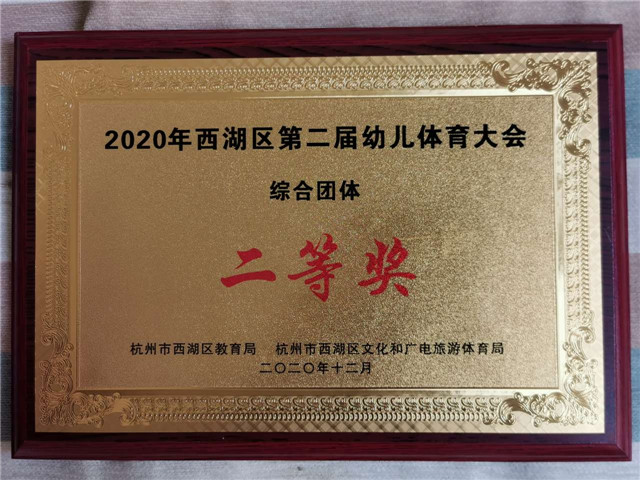 2020年西湖区第二届幼儿体育大会
综合团体
二等奖
杭州市西湖区教育局 杭州市西湖区文化和广电旅游体育局
二〇二〇年十二月